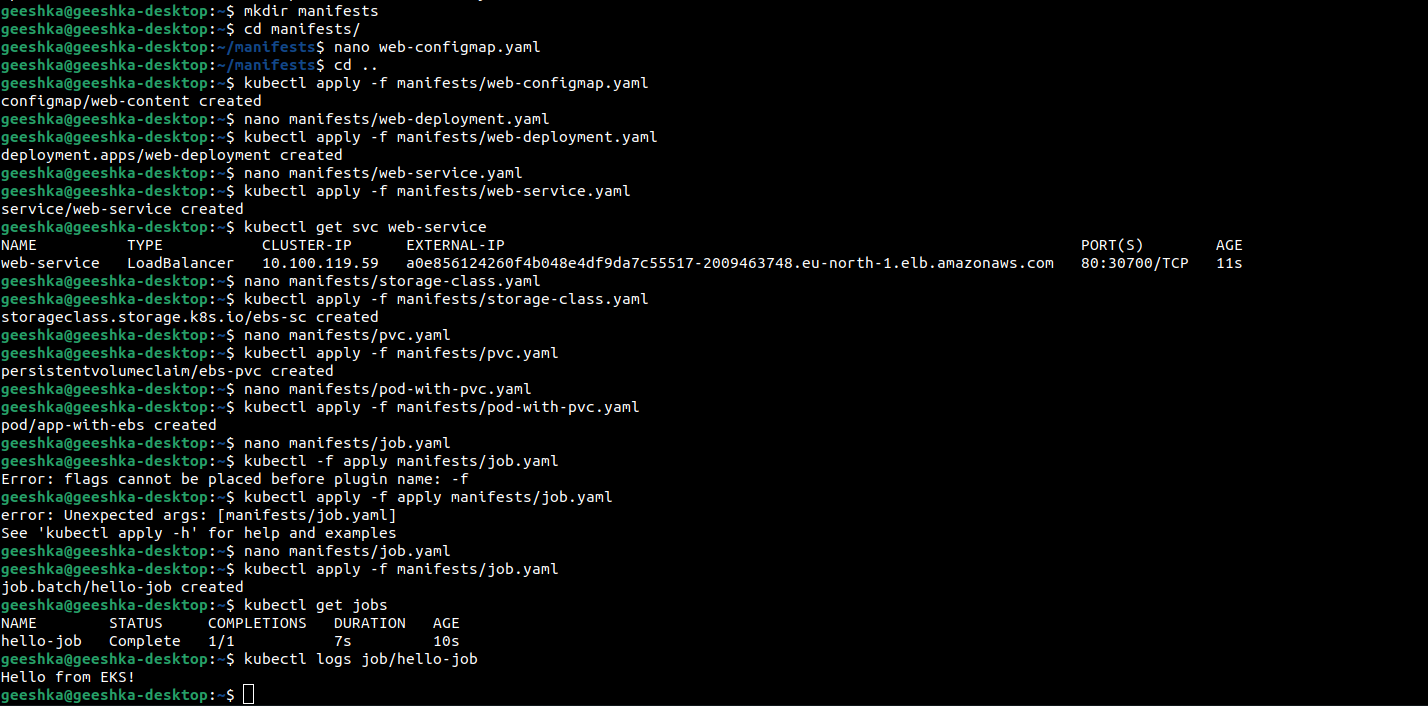 geeshka@geeshka-desktop:~$ mkdir manifests
geeshka@geeshka-desktop:~$ cd manifests/
geeshka@geeshka-desktop:~/manifests$ nano web-configmap.yaml
geeshka@geeshka-desktop:~/manifests$ cd ..
geeshka@geeshka-desktop:~$ kubectl apply -f manifests/web-configmap.yaml
configmap/web-content created
geeshka@geeshka-desktop:~$ nano manifests/web-deployment.yaml
geeshka@geeshka-desktop:~$ kubectl apply -f manifests/web-deployment.yaml
deployment.apps/web-deployment created
geeshka@geeshka-desktop:~$ nano manifests/web-service.yaml
geeshka@geeshka-desktop:~$ kubectl apply -f manifests/web-service.yaml
service/web-service created
geeshka@geeshka-desktop:~$ kubectl get svc web-service
NAME          TYPE           CLUSTER-IP      EXTERNAL-IP                                                                PORT(S)        AGE
web-service   LoadBalancer   10.100.119.59   a0e856124260f4b048e4df9da7c55517-2009463748.eu-north-1.elb.amazonaws.com   80:30700/TCP   11s
geeshka@geeshka-desktop:~$ nano manifests/storage-class.yaml
geeshka@geeshka-desktop:~$ kubectl apply -f manifests/storage-class.yaml
storageclass.storage.k8s.io/ebs-sc created
geeshka@geeshka-desktop:~$ nano manifests/pvc.yaml
geeshka@geeshka-desktop:~$ kubectl apply -f manifests/pvc.yaml
persistentvolumeclaim/ebs-pvc created
geeshka@geeshka-desktop:~$ nano manifests/pod-with-pvc.yaml
geeshka@geeshka-desktop:~$ kubectl apply -f manifests/pod-with-pvc.yaml
pod/app-with-ebs created
geeshka@geeshka-desktop:~$ nano manifests/job.yaml
geeshka@geeshka-desktop:~$ kubectl -f apply manifests/job.yaml
Error: flags cannot be placed before plugin name: -f
geeshka@geeshka-desktop:~$ kubectl apply -f apply manifests/job.yaml
error: Unexpected args: [manifests/job.yaml]
See 'kubectl apply -h' for help and examples
geeshka@geeshka-desktop:~$ nano manifests/job.yaml
geeshka@geeshka-desktop:~$ kubectl apply -f manifests/job.yaml
job.batch/hello-job created
geeshka@geeshka-desktop:~$ kubectl get jobs
NAME        STATUS     COMPLETIONS   DURATION   AGE
hello-job   Complete   1/1           7s         10s
geeshka@geeshka-desktop:~$ kubectl logs job/hello-job
Hello from EKS!
geeshka@geeshka-desktop:~$